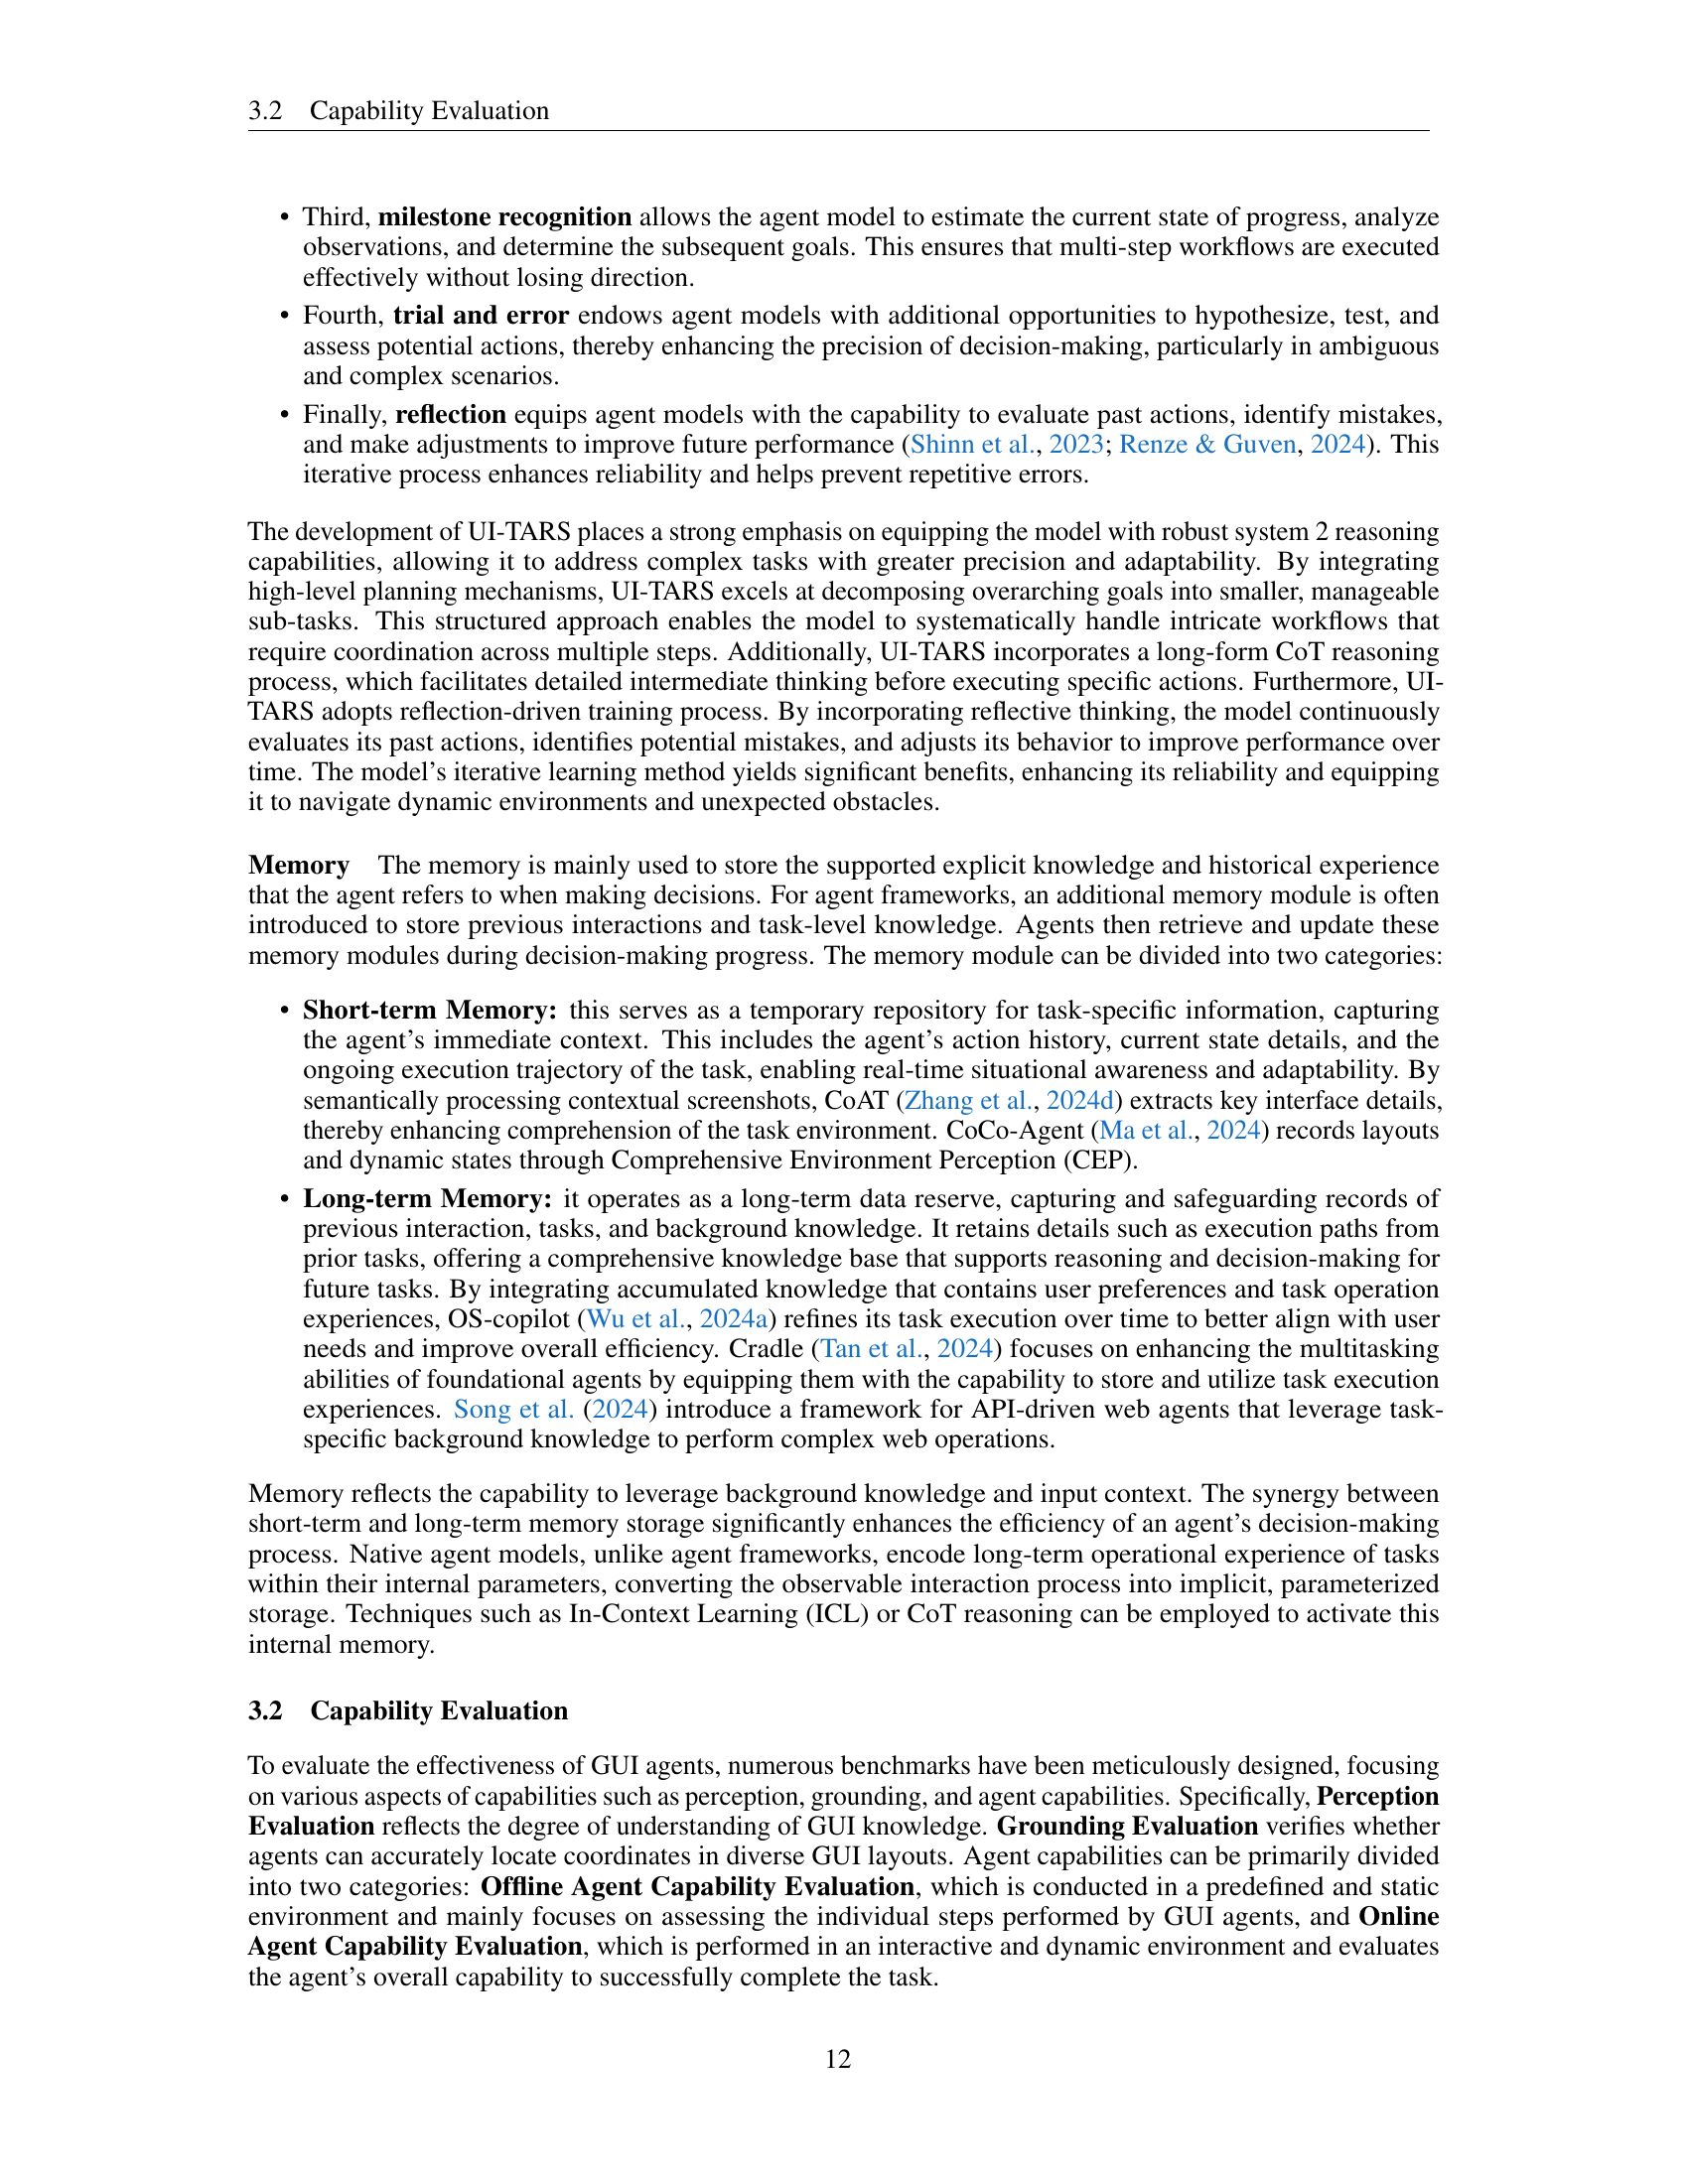 3.2 Capability Evaluation
• Third, milestone recognition allows the agent model to estimate the current state of progress, analyze
observations, and determine the subsequent goals. This ensures that multi-step workflows are executed
effectively without losing direction.
• Fourth, trial and error endows agent models with additional opportunities to hypothesize, test, and
assess potential actions, thereby enhancing the precision of decision-making, particularly in ambiguous
and complex scenarios.
• Finally, reflection equips agent models with the capability to evaluate past actions, identify mistakes,
and make adjustments to improve future performance (Shinn et al., 2023; Renze & Guven, 2024). This
iterative process enhances reliability and helps prevent repetitive errors.
The development of UI-TARS places a strong emphasis on equipping the model with robust system 2 reasoning
capabilities, allowing it to address complex tasks with greater precision and adaptability. By integrating
high-level planning mechanisms, UI-TARS excels at decomposing overarching goals into smaller, manageable
sub-tasks. This structured approach enables the model to systematically handle intricate workflows that
require coordination across multiple steps. Additionally, UI-TARS incorporates a long-form CoT reasoning
process, which facilitates detailed intermediate thinking before executing specific actions. Furthermore, UI-
TARS adopts reflection-driven training process. By incorporating reflective thinking, the model continuously
evaluates its past actions, identifies potential mistakes, and adjusts its behavior to improve performance over
time. The model's iterative learning method yields significant benefits, enhancing its reliability and equipping
it to navigate dynamic environments and unexpected obstacles.
Memory The memory is mainly used to store the supported explicit knowledge and historical experience
that the agent refers to when making decisions. For agent frameworks, an additional memory module is often
introduced to store previous interactions and task-level knowledge. Agents then retrieve and update these
memory modules during decision-making progress. The memory module can be divided into two categories:
• Short-term Memory: this serves as a temporary repository for task-specific information, capturing
the agent's immediate context. This includes the agent's action history, current state details, and the
ongoing execution trajectory of the task, enabling real-time situational awareness and adaptability. By
semantically processing contextual screenshots, CoAT (Zhang et al., 2024d) extracts key interface details,
thereby enhancing comprehension of the task environment. CoCo-Agent (Ma et al., 2024) records layouts
and dynamic states through Comprehensive Environment Perception (CEP).
• Long-term Memory: it operates as a long-term data reserve, capturing and safeguarding records of
previous interaction, tasks, and background knowledge. It retains details such as execution paths from
prior tasks, offering a comprehensive knowledge base that supports reasoning and decision-making for
future tasks. By integrating accumulated knowledge that contains user preferences and task operation
experiences, OS-copilot (Wu et al., 2024a) refines its task execution over time to better align with user
needs and improve overall efficiency. Cradle (Tan et al., 2024) focuses on enhancing the multitasking
abilities of foundational agents by equipping them with the capability to store and utilize task execution
experiences. Song et al. (2024) introduce a framework for API-driven web agents that leverage task-
specific background knowledge to perform complex web operations.
Memory reflects the capability to leverage background knowledge and input context. The synergy between
short-term and long-term memory storage significantly enhances the efficiency of an agent's decision-making
process. Native agent models, unlike agent frameworks, encode long-term operational experience of tasks
within their internal parameters, converting the observable interaction process into implicit, parameterized
storage. Techniques such as In-Context Learning (ICL) or CoT reasoning can be employed to activate this
internal memory.
3.2 Capability Evaluation
To evaluate the effectiveness of GUI agents, numerous benchmarks have been meticulously designed, focusing
on various aspects of capabilities such as perception, grounding, and agent capabilities. Specifically, Perception
Evaluation reflects the degree of understanding of GUI knowledge. Grounding Evaluation verifies whether
agents can accurately locate coordinates in diverse GUI layouts. Agent capabilities can be primarily divided
into two categories: Offline Agent Capability Evaluation, which is conducted in a predefined and static
environment and mainly focuses on assessing the individual steps performed by GUI agents, and Online
Agent Capability Evaluation, which is performed in an interactive and dynamic environment and evaluates
the agent's overall capability to successfully complete the task.
12